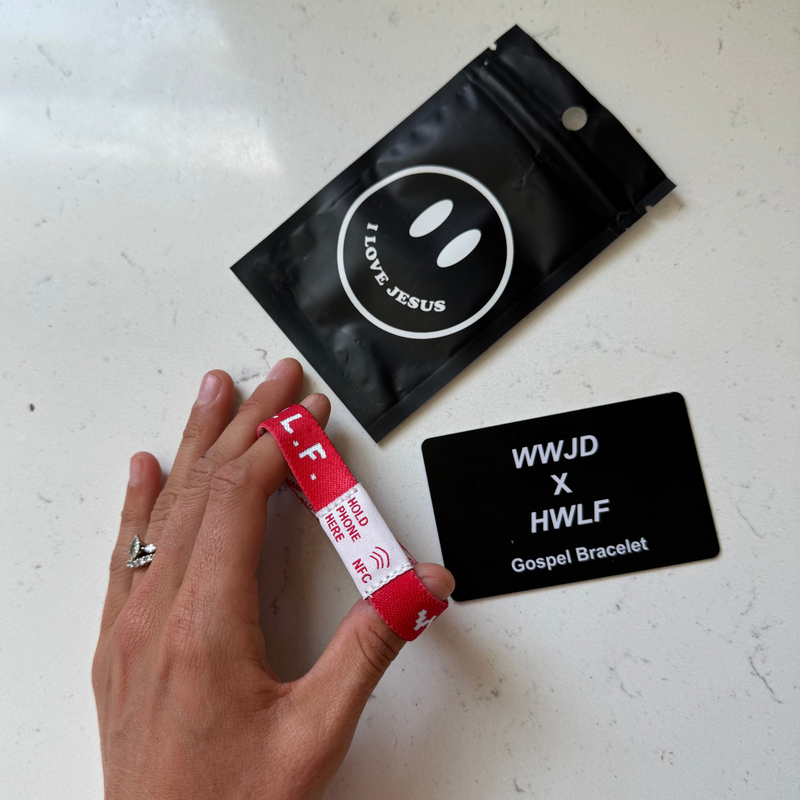 I LOVE JESUS
WWJD
X
HWLF
Gospel Bracelet
L.F.
HOLD
PHONE
HERE
NFC